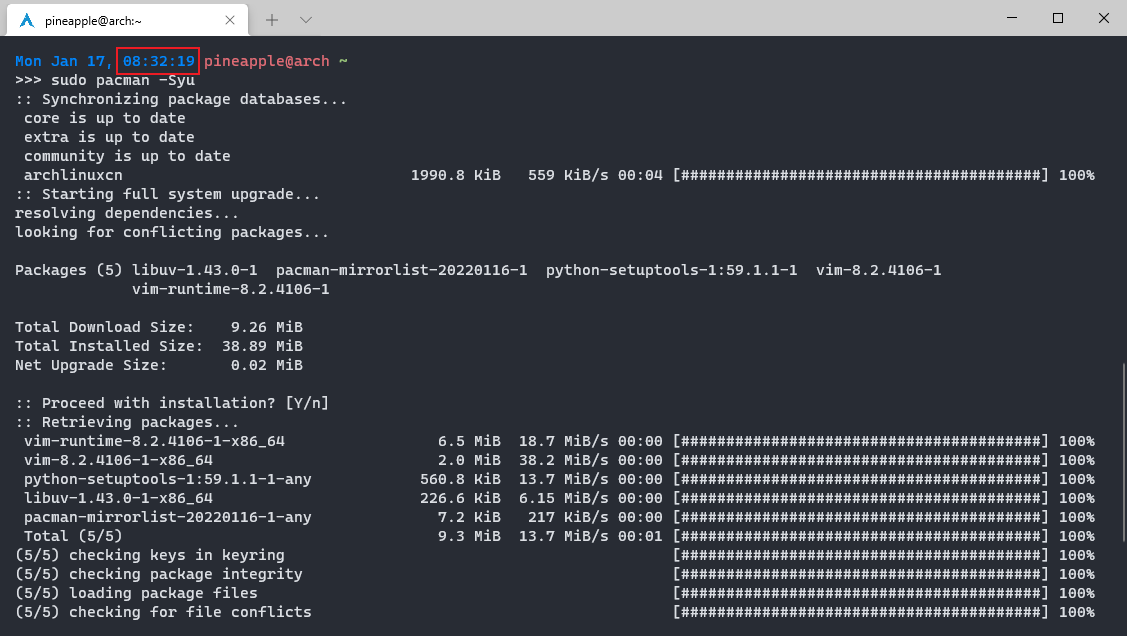 pineapple@arch:~
Mon Jan 17, 08:32:19 pineapple@arch ~
>>> sudo pacman -Syu
:: Synchronizing package databases...
core is up to date
extra is up to date
community is up to date
archlinuxcn 1990.8 KiB 559 KiB/s 00:04 [########################################] 100%
:: Starting full system upgrade...
resolving dependencies...
looking for conflicting packages...
Packages (5) libuv-1.43.0-1 pacman-mirrorlist-20220116-1 python-setuptools-1:59.1.1-1 vim-8.2.4106-1
vim-runtime-8.2.4106-1
Total Download Size: 9.26 MiB
Total Installed Size: 38.89 MiB
Net Upgrade Size: 0.02 MiB
:: Proceed with installation? [Y/n]
:: Retrieving packages...
vim-runtime-8.2.4106-1-x86_64 6.5 MiB 18.7 MiB/s 00:00 [########################################] 100%
vim-8.2.4106-1-x86_64 2.0 MiB 38.2 MiB/s 00:00 [########################################] 100%
python-setuptools-1:59.1.1-1-any 560.8 KiB 13.7 MiB/s 00:00 [########################################] 100%
libuv-1.43.0-1-x86_64 226.6 KiB 6.15 MiB/s 00:00 [########################################] 100%
pacman-mirrorlist-20220116-1-any 7.2 KiB 217 KiB/s 00:00 [########################################] 100%
Total (5/5) 9.3 MiB 13.7 MiB/s 00:01 [########################################] 100%
(5/5) checking keys in keyring [########################################] 100%
(5/5) checking package integrity [########################################] 100%
(5/5) loading package files [########################################] 100%
(5/5) checking for file conflicts [########################################] 100%